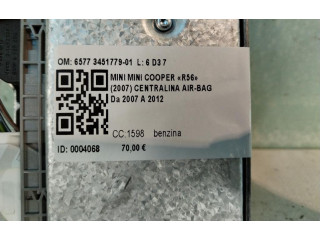 OM: 6577 3451779-01 L: 6 D3 7
MINI MINI COOPER «R56»
(2007) CENTRALINA AIR-BAG
Da 2007 A 2012
CC:1598 benzina
ID: 0004068 70,00 €